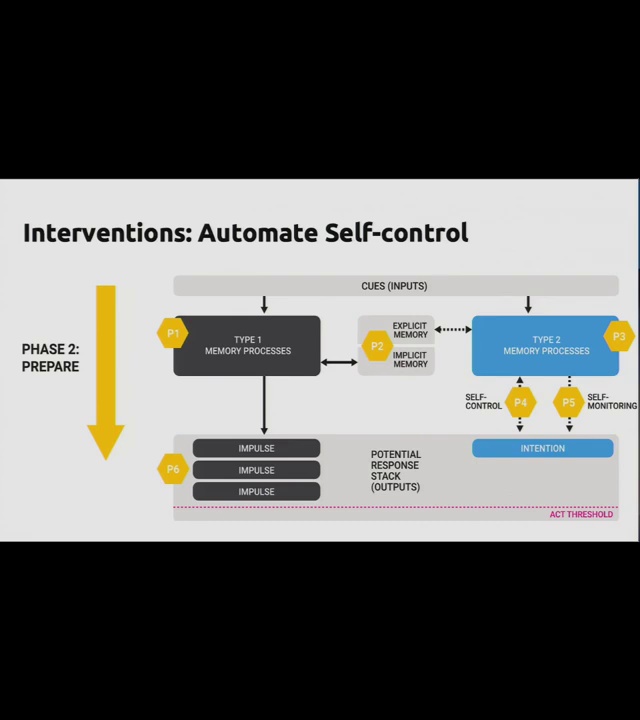 Interventions: Automate Self-control
CUES (INPUTS)
PHASE 2:
PREPARE
P1
TYPE 1
MEMORY PROCESSES
P2
EXPLICIT
MEMORY
IMPLICIT
MEMORY
TYPE 2
MEMORY PROCESSES
P3
SELF-
CONTROL
P4
P5
SELF-
MONITORING
P6
IMPULSE
IMPULSE
IMPULSE
POTENTIAL
RESPONSE
STACK
(OUTPUTS)
INTENTION
ACT THRESHOLD